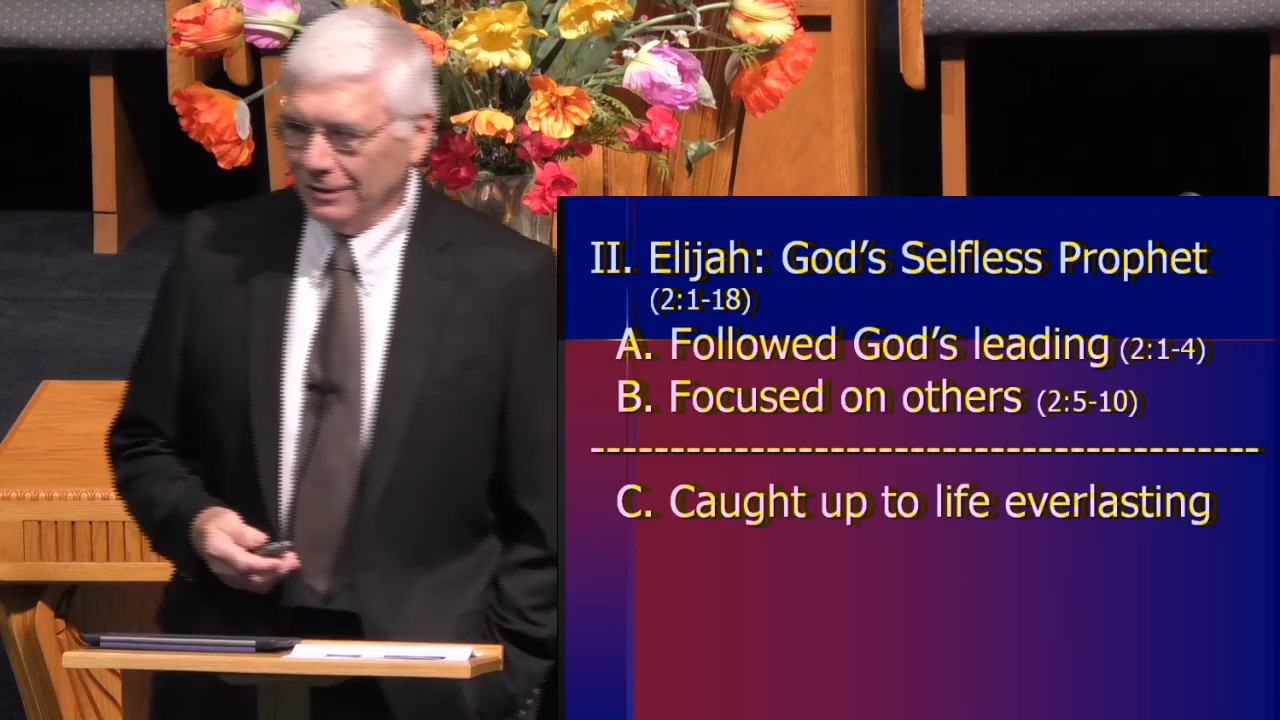 II. Elijah: God’s Selfless Prophet
(2:1-18)
A. Followed God’s leading (2:1-4)
B. Focused on others (2:5-10)
-----------------------------------------
C. Caught up to life everlasting